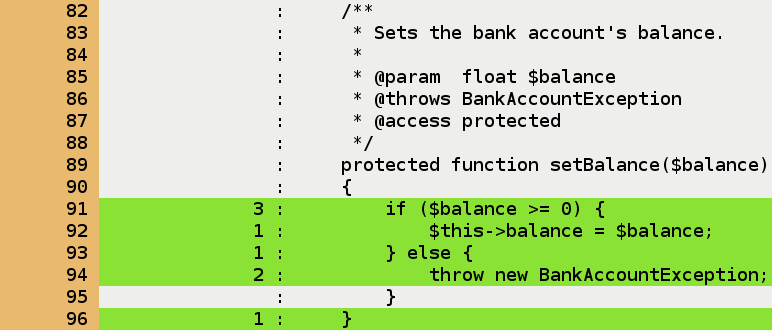 82 : /**
83 : * Sets the bank account's balance.
84 : *
85 : * @param  float $balance
86 : * @throws BankAccountException
87 : * @access protected
88 : */
89 : protected function setBalance($balance)
90 : {
91 3 : if ($balance >= 0) {
92 1 : $this->balance = $balance;
93 1 : } else {
94 2 : throw new BankAccountException;
95 : }
96 1 : }